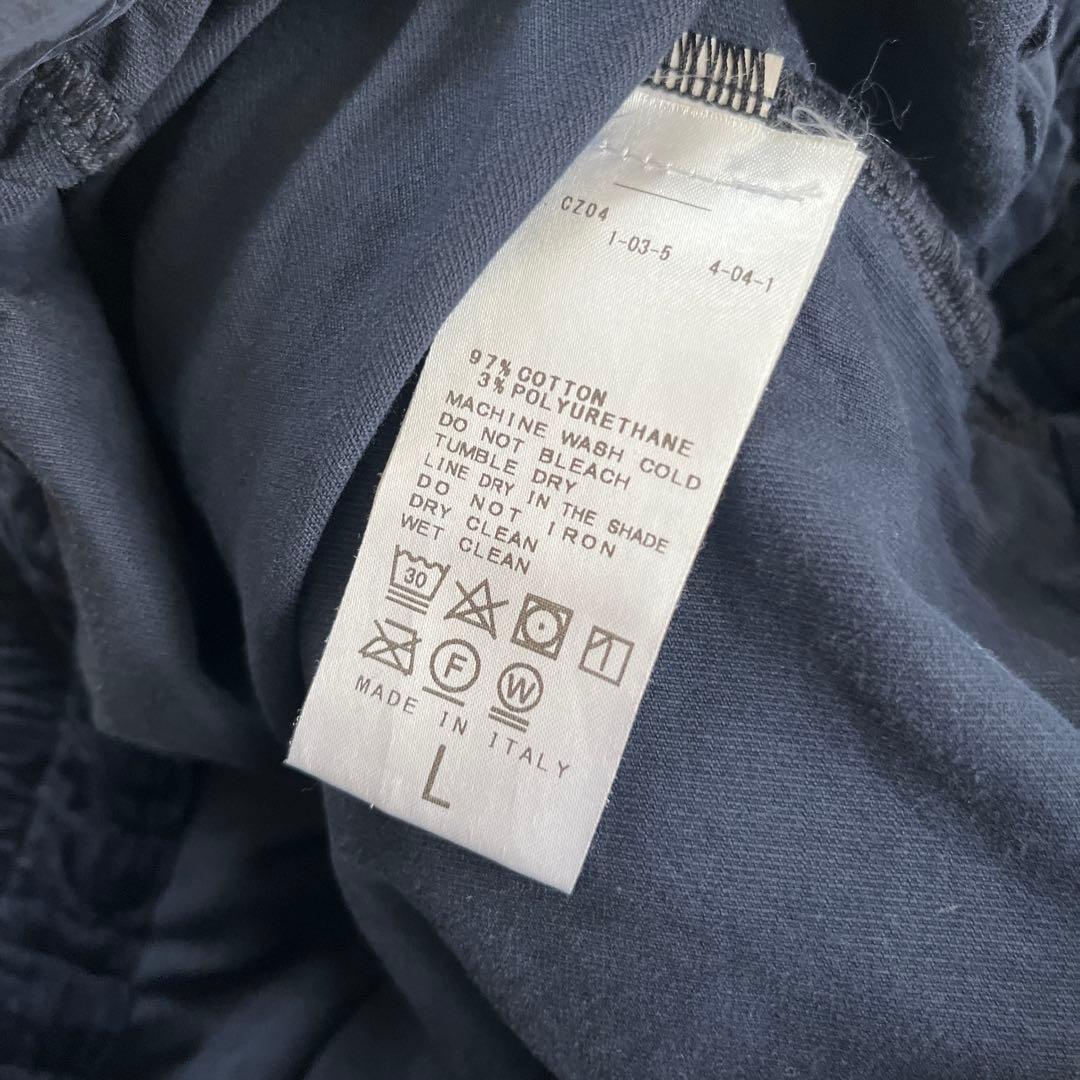 CZ04
1-03-5 4-04-1
97% COTTON
3% POLYURETHANE
MACHINE WASH COLD
DO NOT BLEACH
TUMBLE DRY
LINE DRY IN THE SHADE
DO NOT IRON
DRY CLEAN
WET CLEAN
30
F W
MADE IN ITALY
L